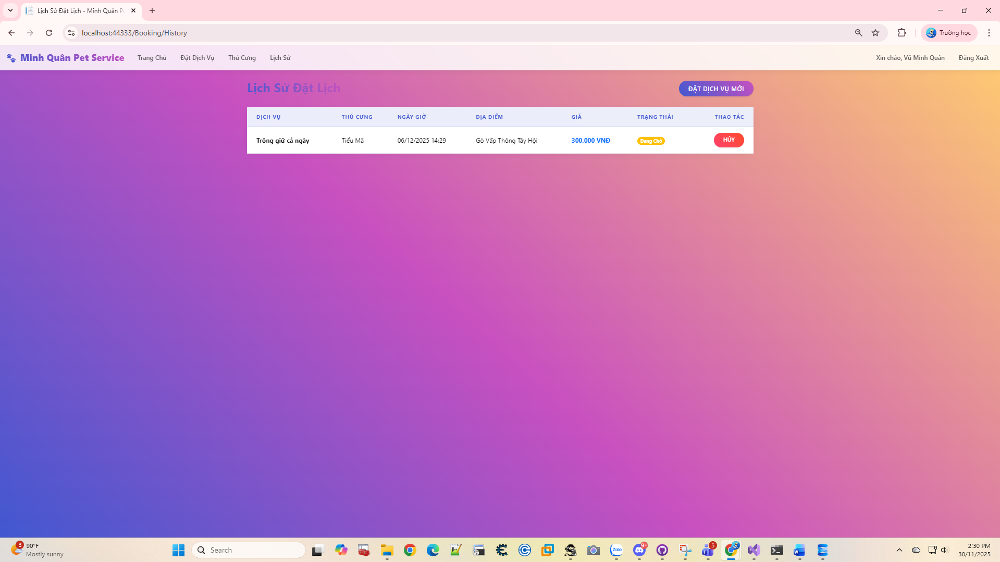 Lịch Sử Đặt Lịch - Minh Quân Pe
localhost:44333/Booking/History
Trường học
Minh Quân Pet Service
Trang Chủ
Đặt Dịch Vụ
Thú Cưng
Lịch Sử
Xin chào, Vũ Minh Quân
Đăng Xuất
Lịch Sử Đặt Lịch
ĐẶT DỊCH VỤ MỚI
DỊCH VỤ THÚ CƯNG NGÀY GIỜ ĐỊA ĐIỂM GIÁ TRẠNG THÁI THAO TÁC
Trông giữ cả ngày Tiểu Mã 06/12/2025 14:29 Gò Vấp Thông Tây Hội 300,000 VNĐ Đang Chờ HỦY
3
90°F
Mostly sunny
Search
Zalo
9+
5
2:30 PM
30/11/2025